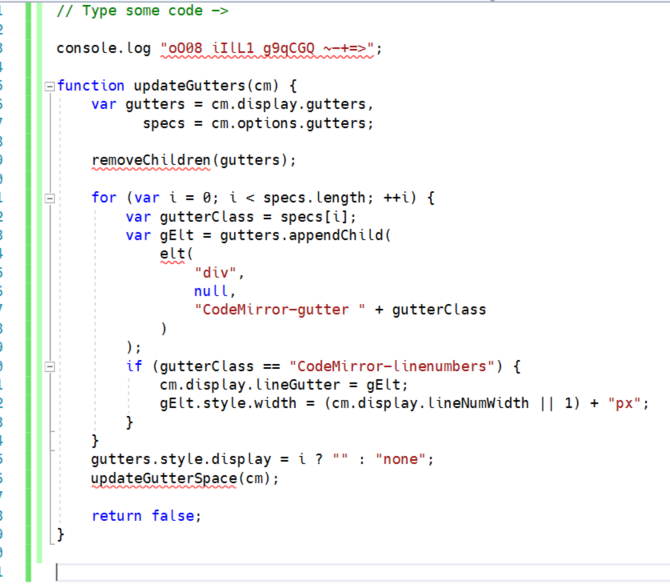 // Type some code ->
console.log "oO08 iIlL1 g9qCGQ ~-+=>";
function updateGutters(cm) {
var gutters = cm.display.gutters,
specs = cm.options.gutters;
removeChildren(gutters);
for (var i = 0; i < specs.length; ++i) {
var gutterClass = specs[i];
var gElt = gutters.appendChild(
elt(
"div",
null,
"CodeMirror-gutter " + gutterClass
)
);
if (gutterClass == "CodeMirror-linenumbers") {
cm.display.lineGutter = gElt;
gElt.style.width = (cm.display.lineNumWidth || 1) + "px";
}
}
gutters.style.display = i ? "" : "none";
updateGutterSpace(cm);
return false;
}